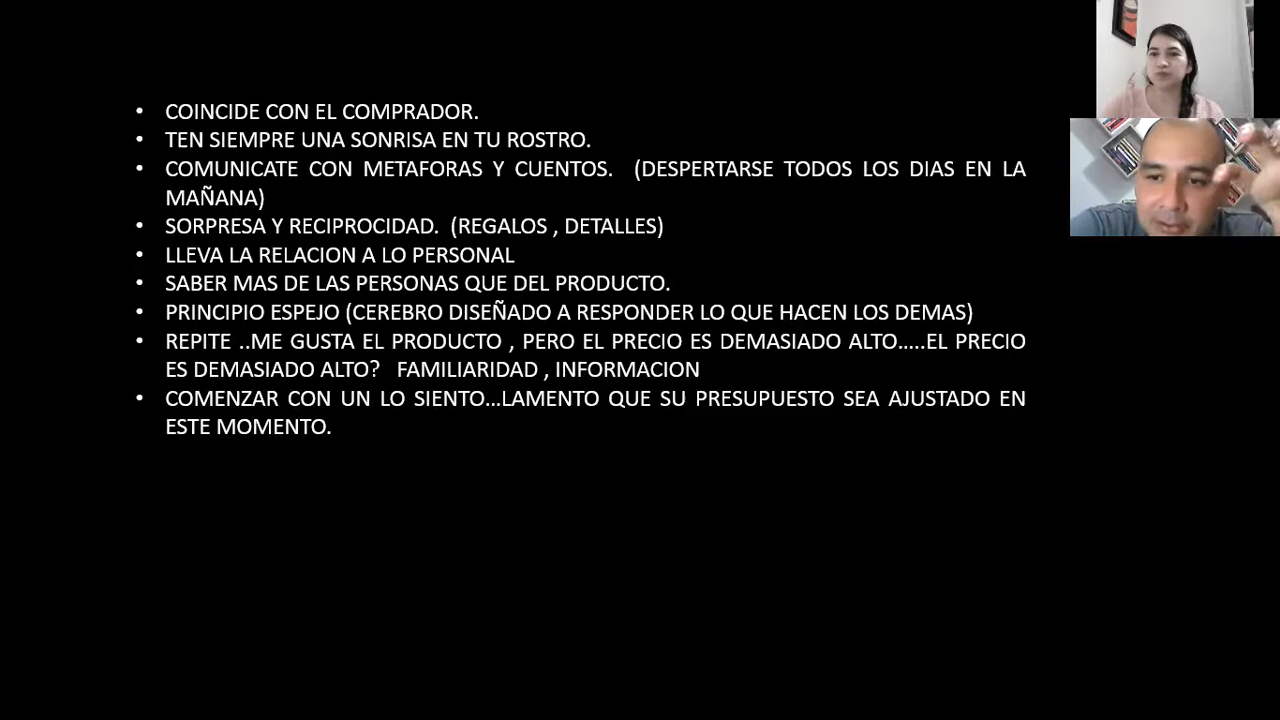 • COINCIDE CON EL COMPRADOR.
• TEN SIEMPRE UNA SONRISA EN TU ROSTRO.
• COMUNICATE CON METAFORAS Y CUENTOS. (DESPERTARSE TODOS LOS DIAS EN LA
MAÑANA)
• SORPRESA Y RECIPROCIDAD. (REGALOS , DETALLES)
• LLEVA LA RELACION A LO PERSONAL
• SABER MAS DE LAS PERSONAS QUE DEL PRODUCTO.
• PRINCIPIO ESPEJO (CEREBRO DISEÑADO A RESPONDER LO QUE HACEN LOS DEMAS)
• REPITE ..ME GUSTA EL PRODUCTO , PERO EL PRECIO ES DEMASIADO ALTO.....EL PRECIO
ES DEMASIADO ALTO? FAMILIARIDAD , INFORMACION
• COMENZAR CON UN LO SIENTO...LAMENTO QUE SU PRESUPUESTO SEA AJUSTADO EN
ESTE MOMENTO.